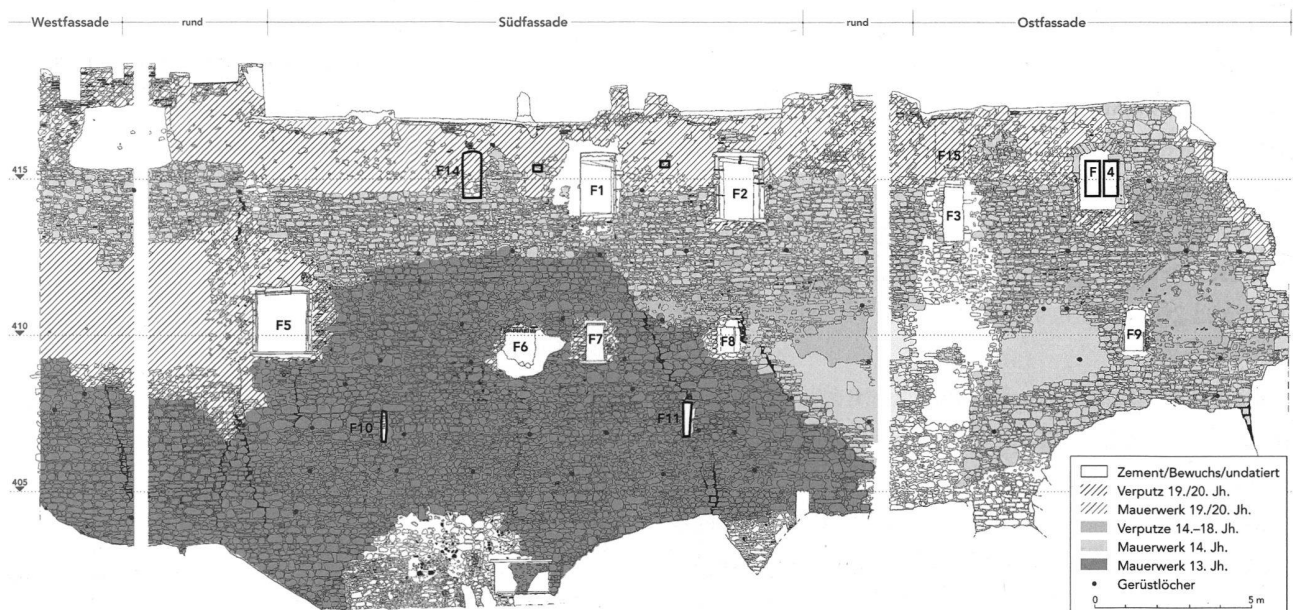 Westfassade rund Südfassade rund Ostfassade
F14 F1 F2 F15 F 4
415
F3
410
F5 F6 F7 F8 F9
F10 F11
405
Zement/Bewuchs/undatiert
Verputz 19./20. Jh.
Mauerwerk 19./20. Jh.
Verputze 14.–18. Jh.
Mauerwerk 14. Jh.
Mauerwerk 13. Jh.
Gerüstlöcher
0 5 m